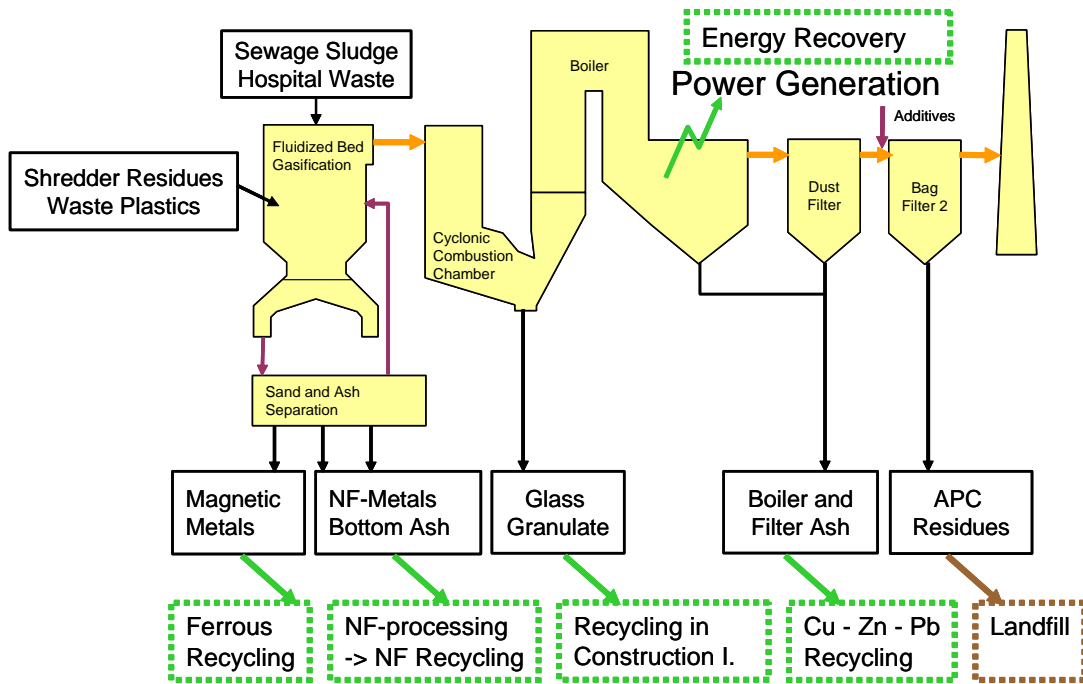 Sewage Sludge
Hospital Waste
Energy Recovery
Power Generation
Boiler
Additives
Fluidized Bed
Gasification
Shredder Residues
Waste Plastics
Dust
Filter
Bag
Filter 2
Cyclonic
Combustion
Chamber
Sand and Ash
Separation
Magnetic
Metals
NF-Metals
Bottom Ash
Glass
Granulate
Boiler and
Filter Ash
APC
Residues
Ferrous
Recycling
NF-processing
-> NF Recycling
Recycling in
Construction I.
Cu - Zn - Pb
Recycling
Landfill